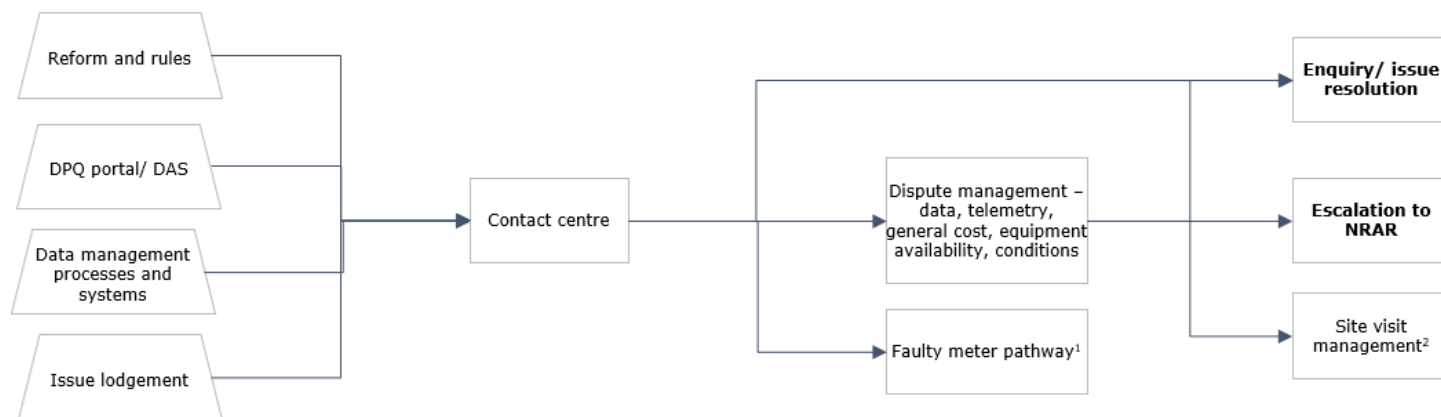 Reform and rules
DPQ portal/ DAS
Data management
processes and
systems
Issue lodgement
Contact centre
Dispute management –
data, telemetry,
general cost, equipment
availability, conditions
Faulty meter pathway¹
Enquiry/ issue
resolution
Escalation to
NRAR
Site visit
management²